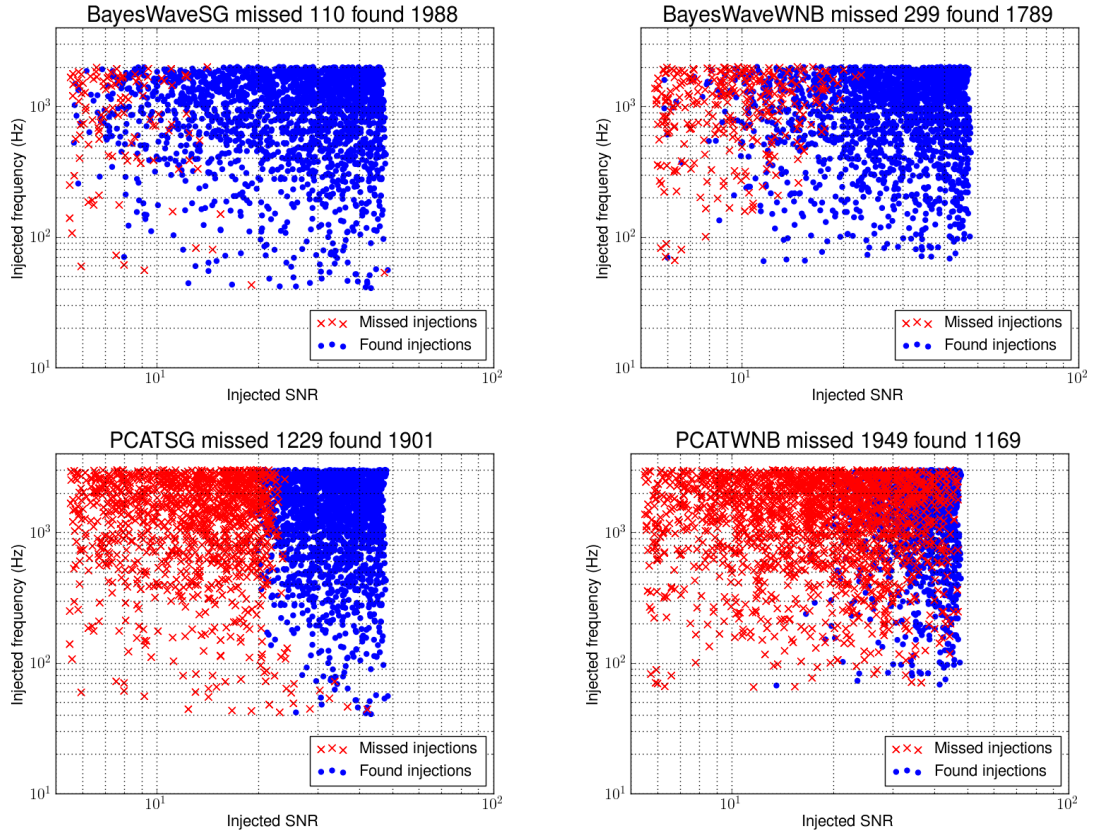 BayesWaveSG missed 110 found 1988
Injected frequency (Hz)
10^3
10^2
10^1
10^1
10^2
Injected SNR
Missed injections
Found injections
BayesWaveWNB missed 299 found 1789
Injected frequency (Hz)
10^3
10^2
10^1
10^1
10^2
Injected SNR
Missed injections
Found injections
PCATSG missed 1229 found 1901
Injected frequency (Hz)
10^3
10^2
10^1
10^1
10^2
Injected SNR
Missed injections
Found injections
PCATWNB missed 1949 found 1169
Injected frequency (Hz)
10^3
10^2
10^1
10^1
10^2
Injected SNR
Missed injections
Found injections